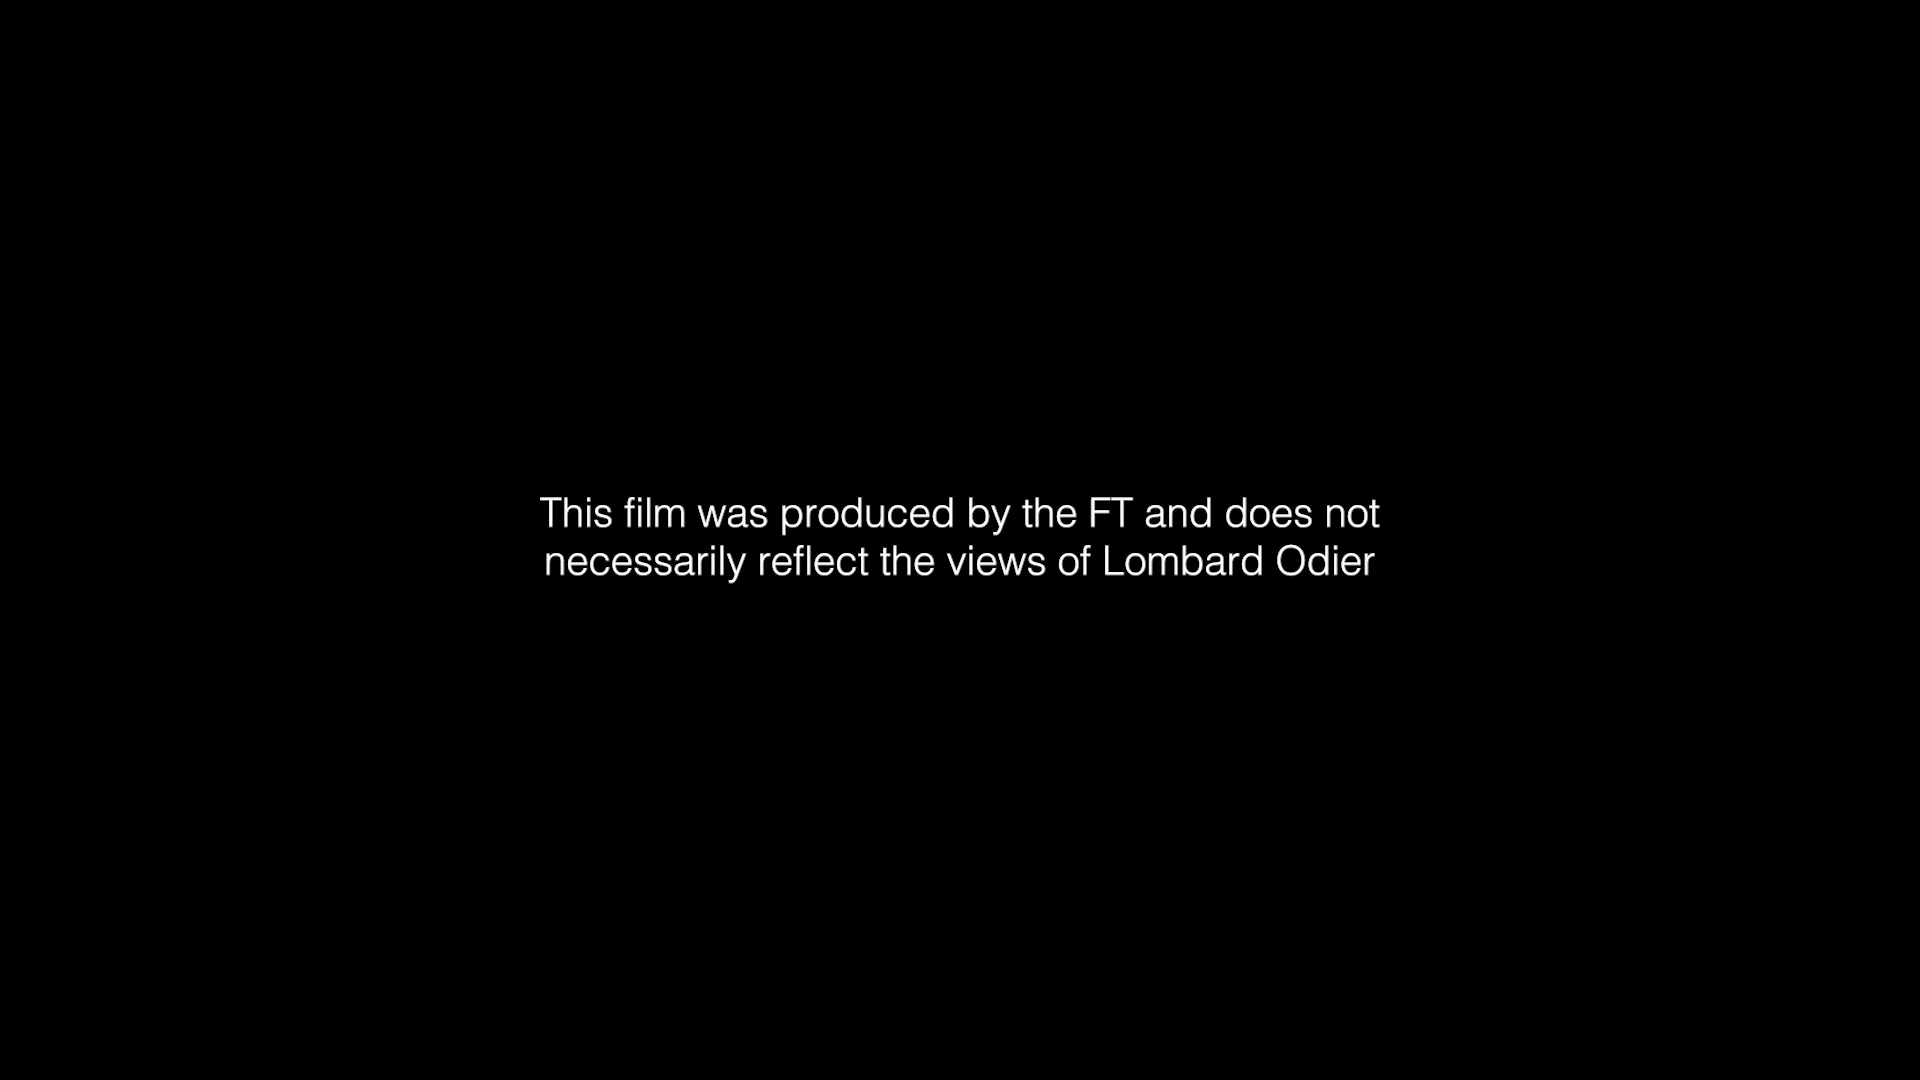 This film was produced by the FT and does not
necessarily reflect the views of Lombard Odier